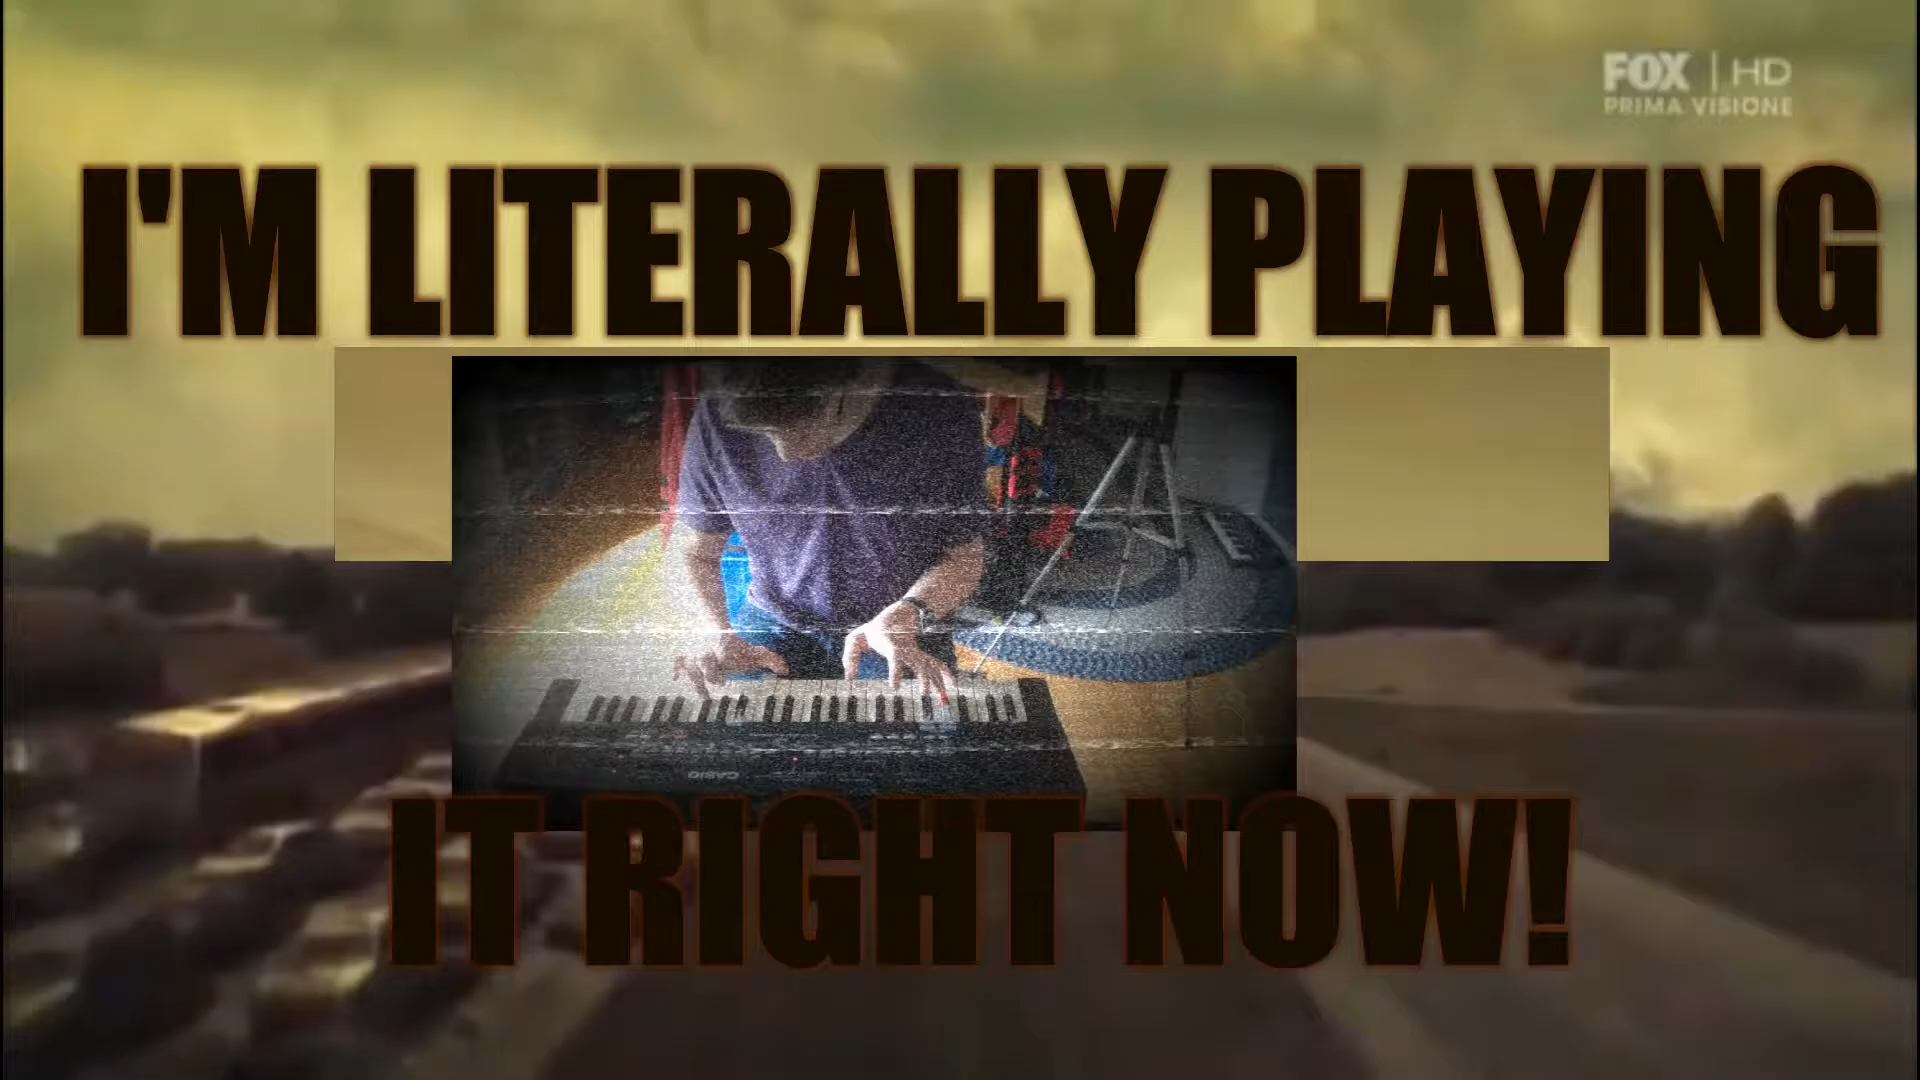 FOX | HD
PRIMA VISIONE
I'M LITERALLY PLAYING
CASIO
IT RIGHT NOW!